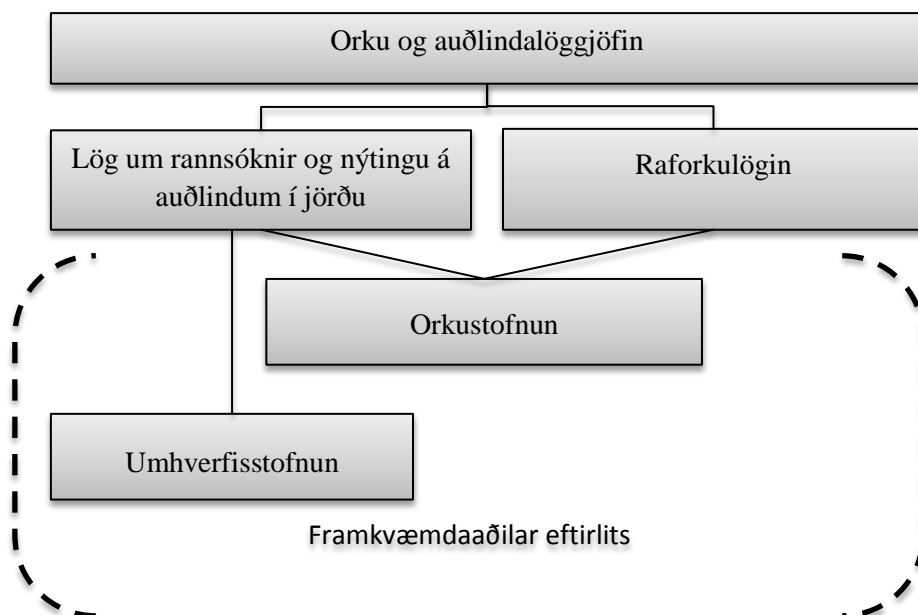 Orku og auðlindalöggjöfin
Lög um rannsóknir og nýtingu á
auðlindum í jörðu
Raforkulögin
Orkustofnun
Umhverfisstofnun
Framkvæmdaaðilar eftirlits